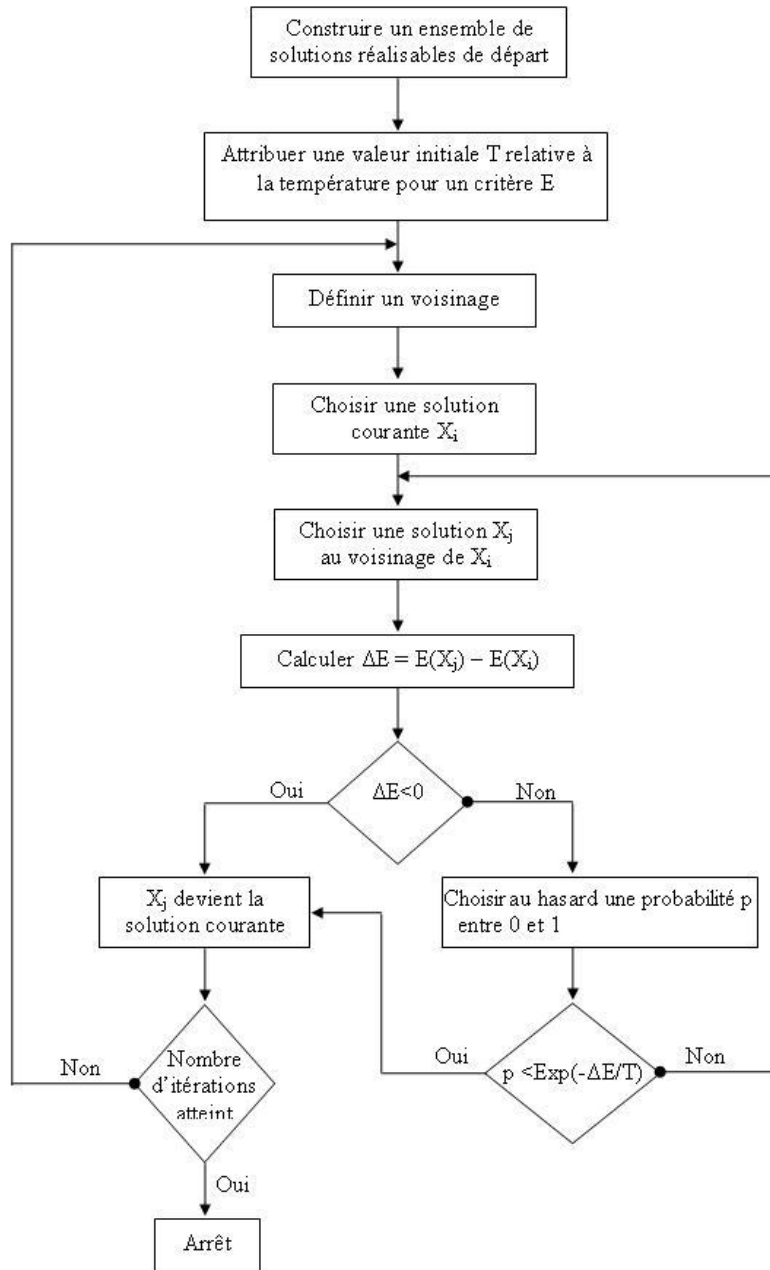 Construire un ensemble de
solutions réalisables de départ
Attribuer une valeur initiale T relative à
la température pour un critère E
Définir un voisinage
Choisir une solution
courante Xi
Choisir une solution Xj
au voisinage de Xi
Calculer ΔE = E(Xj) – E(Xi)
Oui
ΔE<0
Non
Xj devient la
solution courante
Choisir au hasard une probabilité p
entre 0 et 1
Non
Nombre
d'itérations
atteint
Oui
p <Exp(-ΔE/T)
Non
Oui
Arrêt